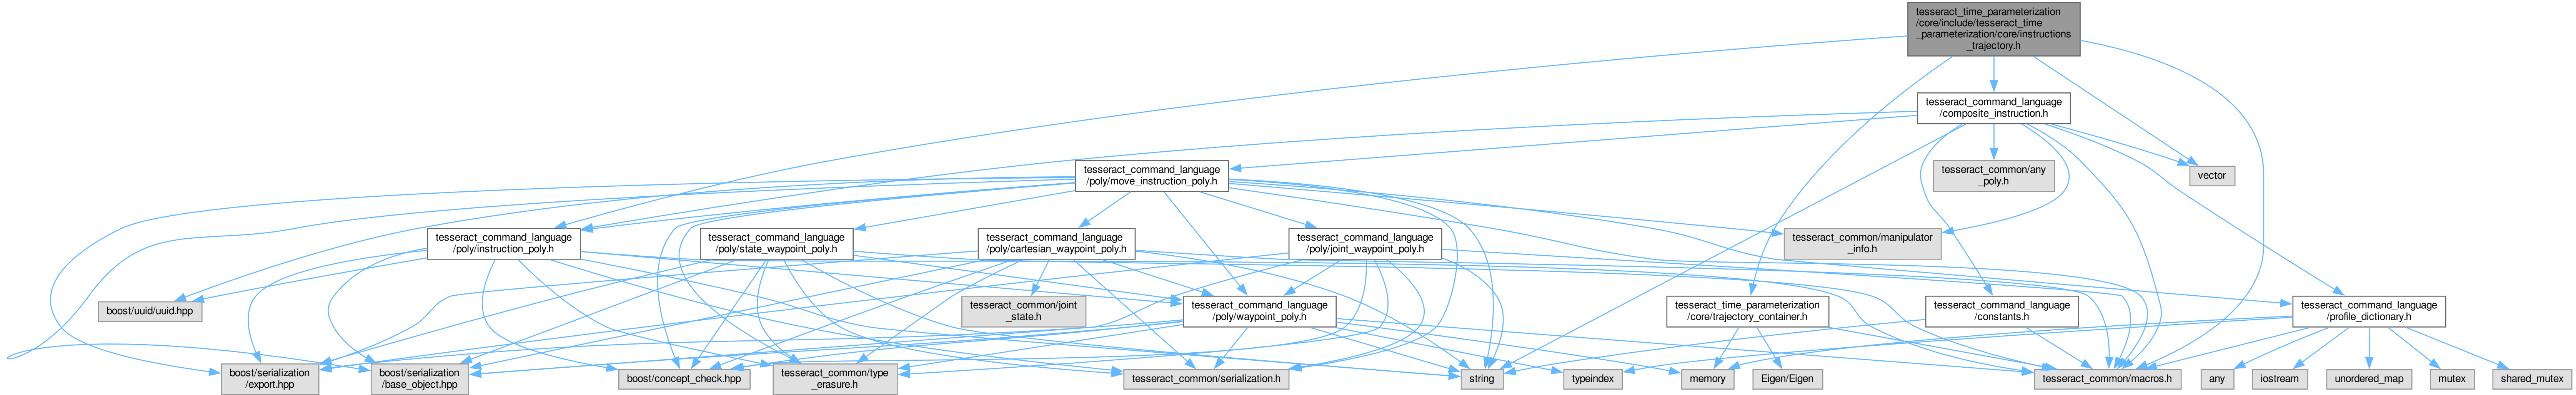 tesseract_time_parameterization
/core/include/tesseract_time
_parameterization/core/instructions
_trajectory.h
tesseract_command_language
/composite_instruction.h
tesseract_command_language
/poly/move_instruction_poly.h
tesseract_common/any
_poly.h
vector
tesseract_command_language
/poly/instruction_poly.h
tesseract_command_language
/poly/state_waypoint_poly.h
tesseract_command_language
/poly/cartesian_waypoint_poly.h
tesseract_command_language
/poly/joint_waypoint_poly.h
tesseract_common/manipulator
_info.h
boost/uuid/uuid.hpp
tesseract_common/joint
_state.h
tesseract_command_language
/poly/waypoint_poly.h
tesseract_time_parameterization
/core/trajectory_container.h
tesseract_command_language
/constants.h
tesseract_command_language
/profile_dictionary.h
boost/serialization
/export.hpp
boost/serialization
/base_object.hpp
boost/concept_check.hpp
tesseract_common/type
_erasure.h
tesseract_common/serialization.h
string
typeindex
memory
Eigen/Eigen
tesseract_common/macros.h
any
iostream
unordered_map
mutex
shared_mutex